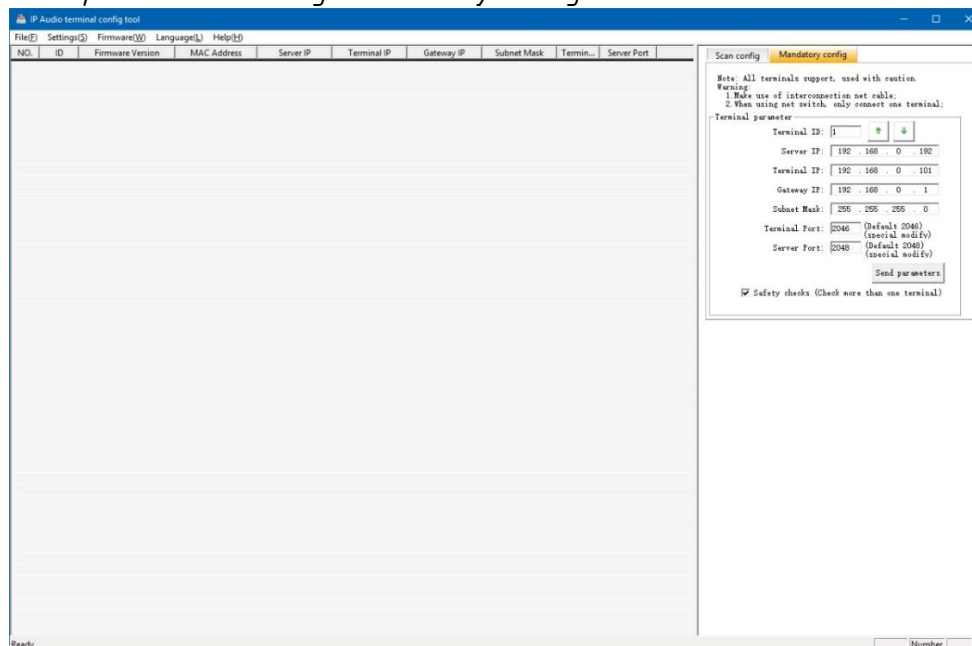 IP Audio terminal config tool
File(F) Settings(S) Firmware(W) Language(L) Help(H)
NO. ID Firmware Version MAC Address Server IP Terminal IP Gateway IP Subnet Mask Termin... Server Port
Scan config Mandatory config
Note: All terminals support, used with caution.
Warning:
1.Make use of interconnection net cable;
2.When using net switch, only connect one terminal;
Terminal parameter
Terminal ID: 1
Server IP: 192 . 168 . 0 . 192
Terminal IP: 192 . 168 . 0 . 101
Gateway IP: 192 . 168 . 0 . 1
Subnet Mask: 255 . 255 . 255 . 0
Terminal Port: 2046 (Default 2046)
(special modify)
Server Port: 2048 (Default 2048)
(special modify)
Send parameters
Safety checks (Check more than one terminal)
Ready
Number